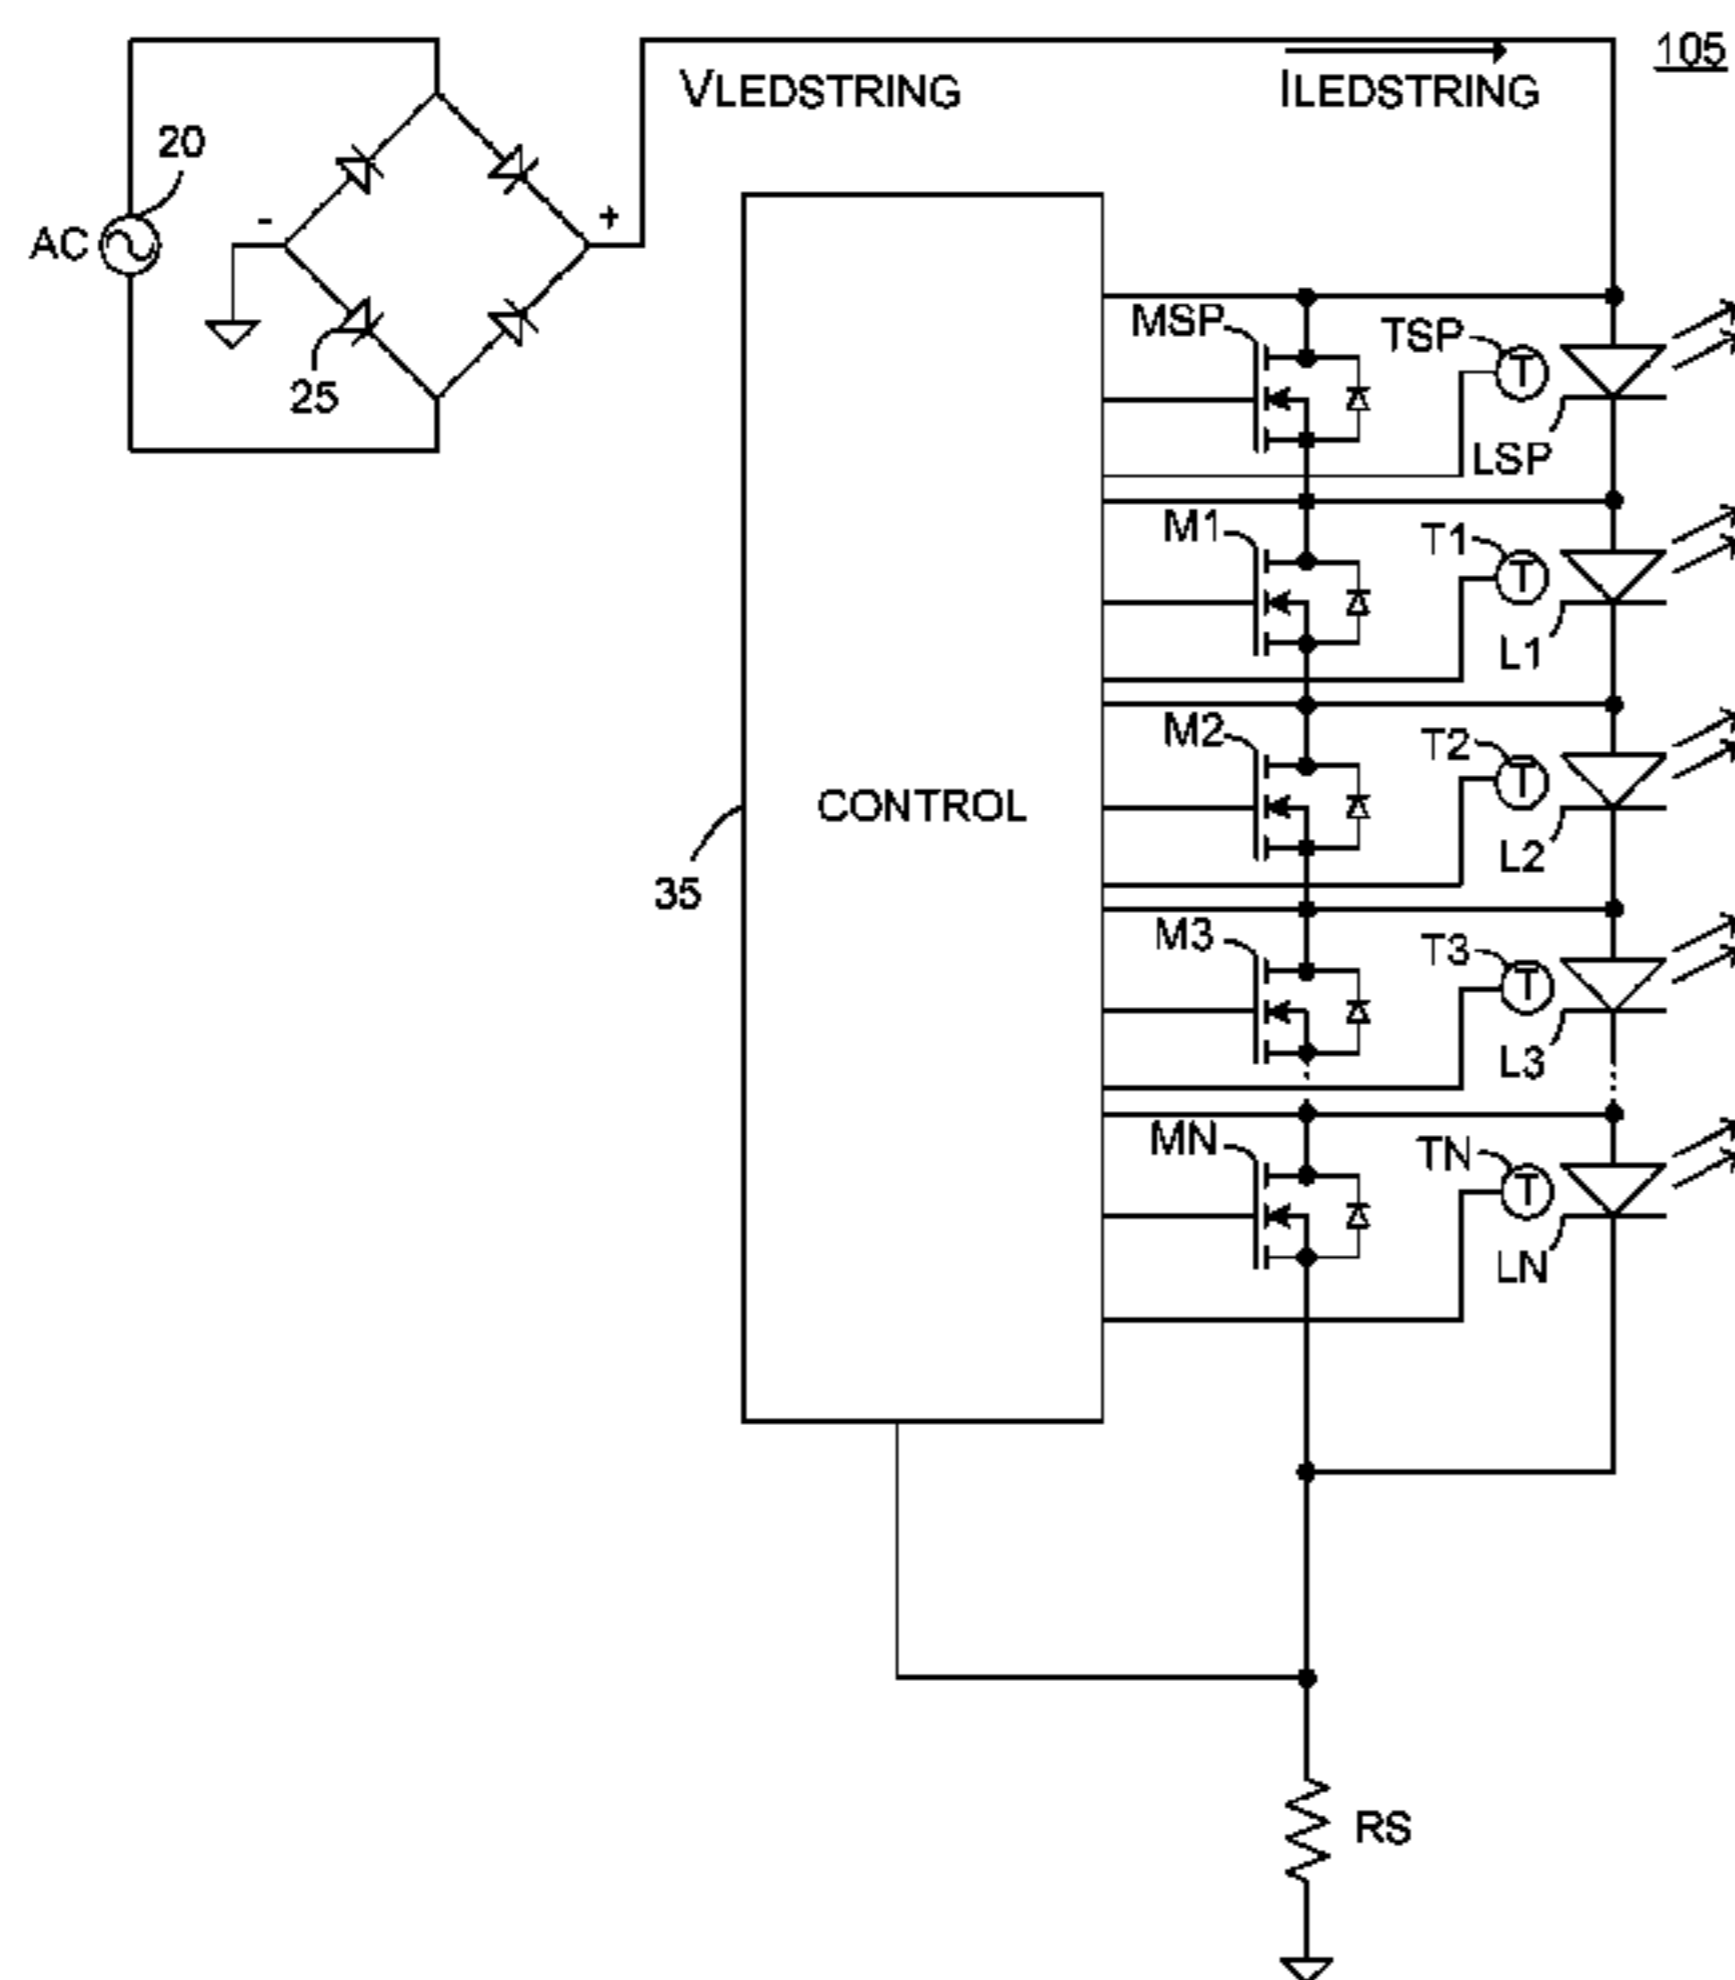 105
VLEDSTRING
ILEDSTRING
20
AC
-
+
25
MSP
TSP
T
LSP
M1
T1
T
L1
M2
T2
T
L2
CONTROL
35
M3
T3
T
L3
MN
TN
T
LN
RS